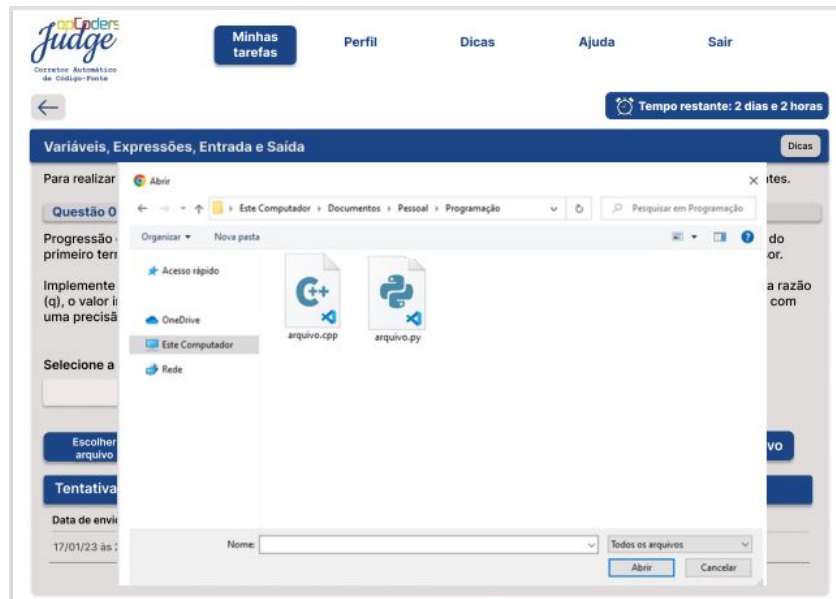 opCoders
Judge
Corretor Automático
de Código-Fonte
Minhas
tarefas
Perfil
Dicas
Ajuda
Sair
Tempo restante: 2 dias e 2 horas
Variáveis, Expressões, Entrada e Saída
Dicas
Para realizar
tes.
Questão 0
Progressão
do
primeiro terr
or.
Implemente
a razão
(q), o valor i
com
uma precisã
Selecione a
Escolher
arquivo
vo
Tentativa
Data de envi
17/01/23 às
Abrir
Este Computador › Documentos › Pessoal › Programação
Pesquisar em Programação
Organizar
Nova pasta
Acesso rápido
OneDrive
Este Computador
Rede
C++
arquivo.cpp
arquivo.py
Nome:
Todos os arquivos
Abrir
Cancelar